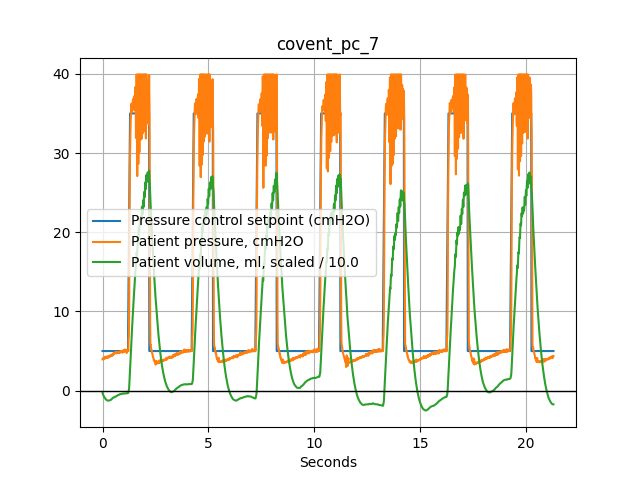 covent_pc_7
40
30
20
10
0
Pressure control setpoint (cmH2O)
Patient pressure, cmH2O
Patient volume, ml, scaled / 10.0
0 5 10 15 20
Seconds